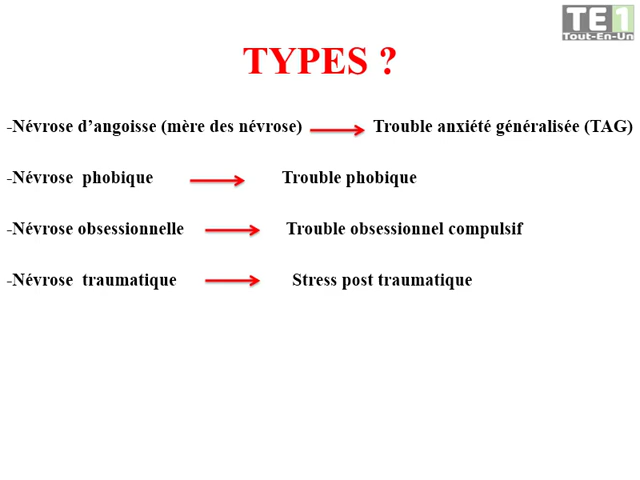 TE1
Tout-En-Un
TYPES ?
-Névrose d’angoisse (mère des névrose) Trouble anxiété généralisée (TAG)
-Névrose phobique Trouble phobique
-Névrose obsessionnelle Trouble obsessionnel compulsif
-Névrose traumatique Stress post traumatique